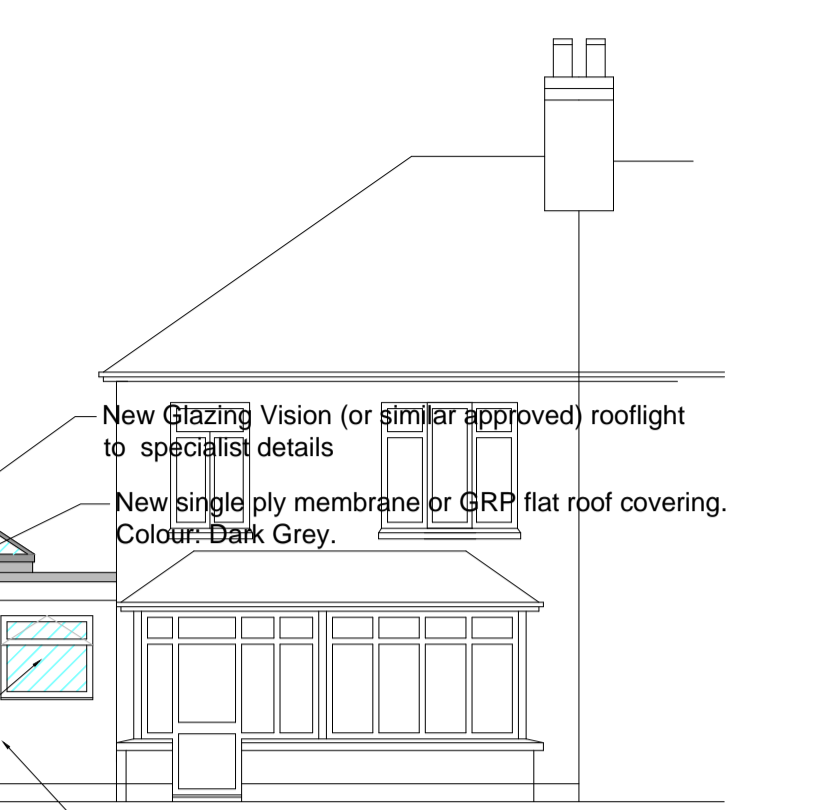 New Glazing Vision (or similar approved) rooflight
to specialist details
New single ply membrane or GRP flat roof covering.
Colour: Dark Grey.